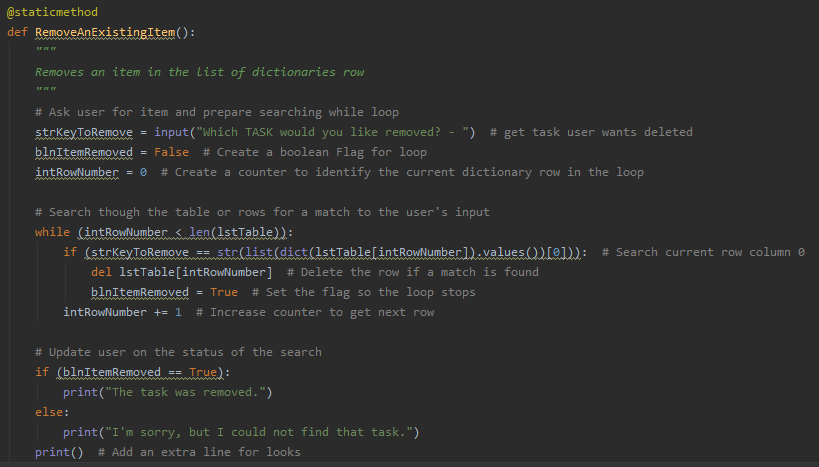 @staticmethod
def RemoveAnExistingItem():
    """
    Removes an item in the list of dictionaries row
    """
    # Ask user for item and prepare searching while loop
    strKeyToRemove = input("Which TASK would you like removed? - ")  # get task user wants deleted
    blnItemRemoved = False  # Create a boolean Flag for loop
    intRowNumber = 0  # Create a counter to identify the current dictionary row in the loop

    # Search though the table or rows for a match to the user's input
    while (intRowNumber < len(lstTable)):
        if (strKeyToRemove == str(list(dict(lstTable[intRowNumber]).values())[0])):  # Search current row column 0
            del lstTable[intRowNumber]  # Delete the row if a match is found
            blnItemRemoved = True  # Set the flag so the loop stops
        intRowNumber += 1  # Increase counter to get next row

    # Update user on the status of the search
    if (blnItemRemoved == True):
        print("The task was removed.")
    else:
        print("I'm sorry, but I could not find that task.")
    print()  # Add an extra line for looks